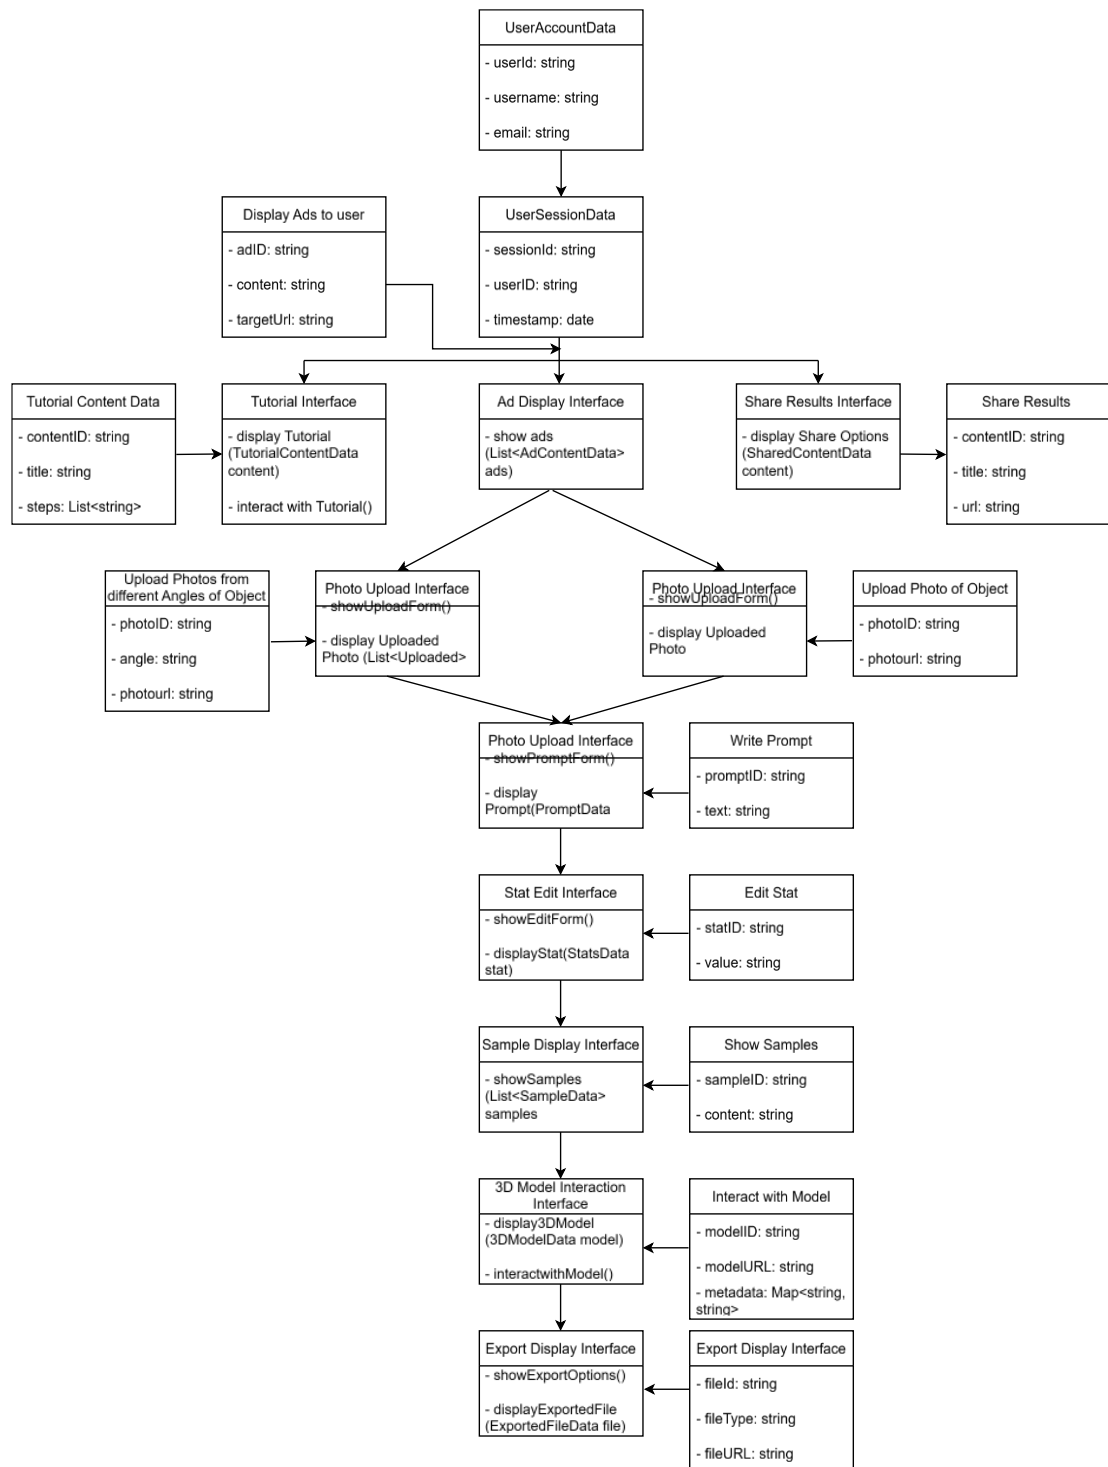 UserAccountData
- userId: string
- username: string
- email: string
Display Ads to user
- adID: string
- content: string
- targetUrl: string
UserSessionData
- sessionId: string
- userID: string
- timestamp: date
Tutorial Content Data
- contentID: string
- title: string
- steps: List<string>
Tutorial Interface
- display Tutorial
(TutorialContentData
content)
- interact with Tutorial()
Ad Display Interface
- show ads
(List<AdContentData>
ads)
Share Results Interface
- display Share Options
(SharedContentData
content)
Share Results
- contentID: string
- title: string
- url: string
Upload Photos from
different Angles of Object
- photoID: string
- angle: string
- photourl: string
Photo Upload Interface
- showUploadForm()
- display Uploaded
Photo (List<Uploaded>
Photo Upload Interface
- showUploadForm()
- display Uploaded
Photo
Upload Photo of Object
- photoID: string
- photourl: string
Photo Upload Interface
- showPromptForm()
- display
Prompt(PromptData
Write Prompt
- promptID: string
- text: string
Stat Edit Interface
- showEditForm()
- displayStat(StatsData
stat)
Edit Stat
- statID: string
- value: string
Sample Display Interface
- showSamples
(List<SampleData>
samples
Show Samples
- sampleID: string
- content: string
3D Model Interaction
Interface
- display3DModel
(3DModelData model)
- interactwithModel()
Interact with Model
- modelID: string
- modelURL: string
- metadata: Map<string,
string>
Export Display Interface
- showExportOptions()
- displayExportedFile
(ExportedFileData file)
Export Display Interface
- fileId: string
- fileType: string
- fileURL: string